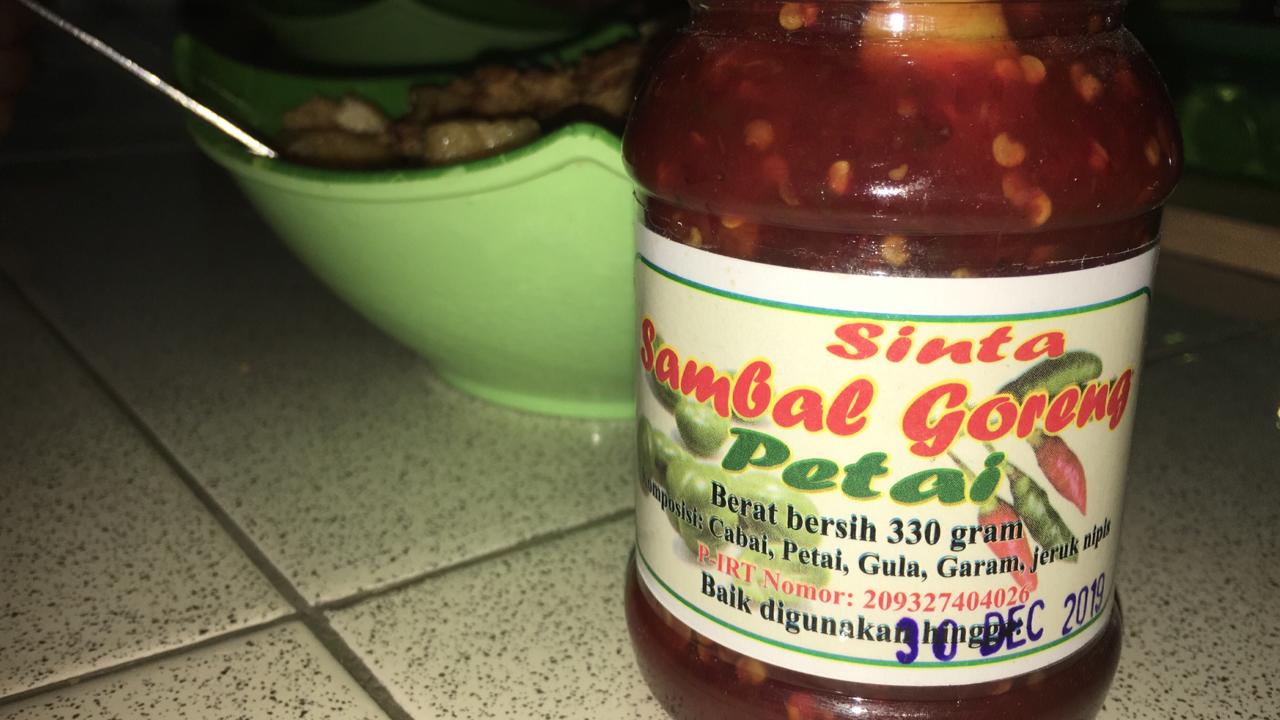 Sinta
Sambal Goreng
Petai
Berat bersih 330 gram
Komposisi: Cabai, Petai, Gula, Garam, jeruk nipis
P-IRT Nomor: 209327404026
Baik digunakan hingga: 30 DEC 2019